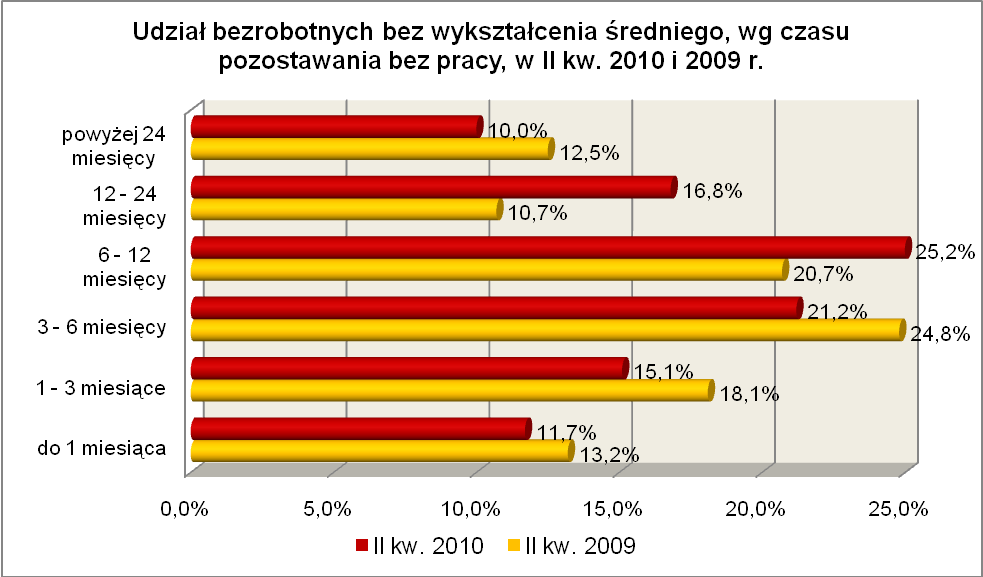 Udział bezrobotnych bez wykształcenia średniego, wg czasu
pozostawania bez pracy, w II kw. 2010 i 2009 r.
powyżej 24
miesięcy
10,0%
12,5%
12 - 24
miesięcy
16,8%
10,7%
6 - 12
miesięcy
25,2%
20,7%
3 - 6 miesięcy
21,2%
24,8%
1 - 3 miesiące
15,1%
18,1%
do 1 miesiąca
11,7%
13,2%
0,0% 5,0% 10,0% 15,0% 20,0% 25,0%
II kw. 2010 II kw. 2009